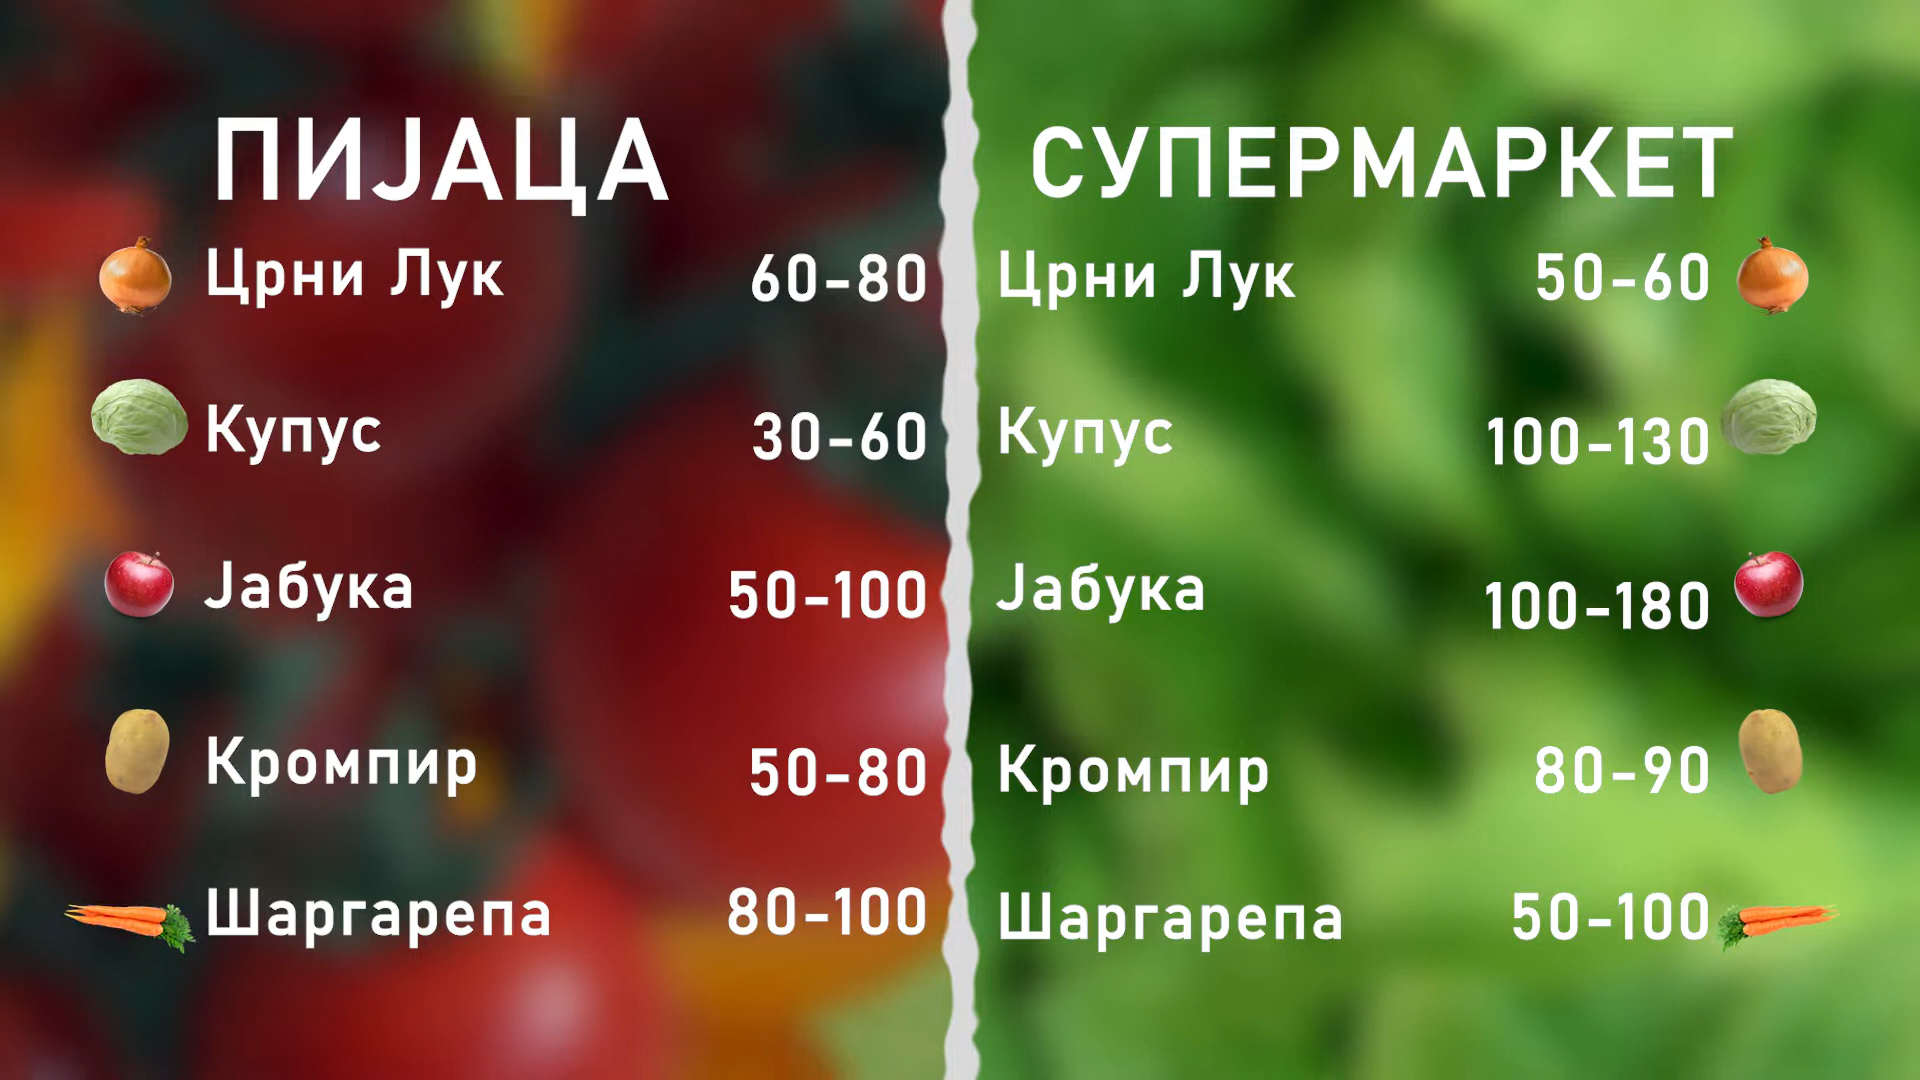 ПИЈАЦА
Црни Лук 60-80
Купус 30-60
Јабука 50-100
Кромпир 50-80
Шаргарепа 80-100
СУПЕРМАРКЕТ
Црни Лук 50-60
Купус 100-130
Јабука 100-180
Кромпир 80-90
Шаргарепа 50-100